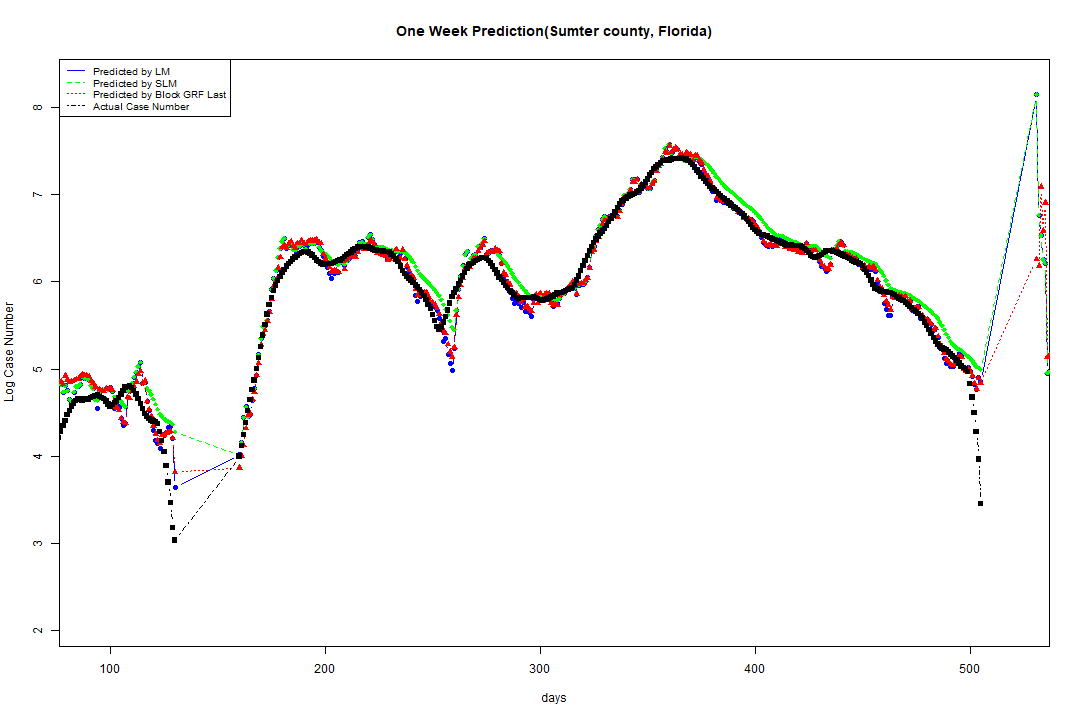 One Week Prediction(Sumter county, Florida)
Predicted by LM
Predicted by SLM
Predicted by Block GRF Last
Actual Case Number
8
7
6
5
4
3
2
Log Case Number
100 200 300 400 500
days